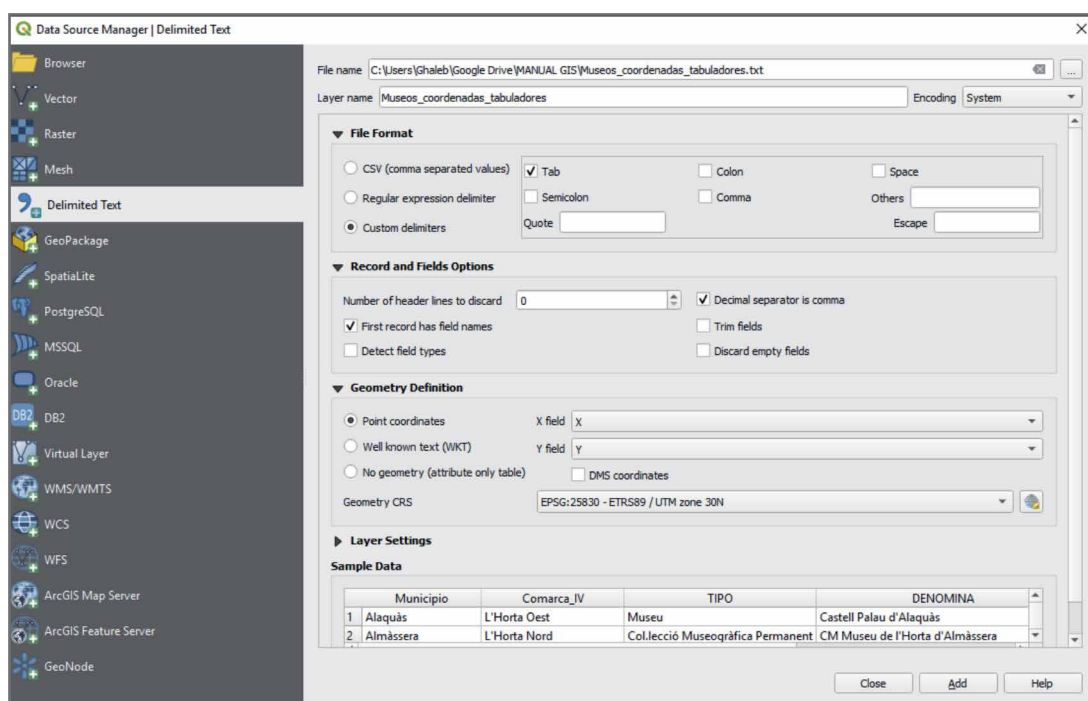 Data Source Manager | Delimited Text
Browser
Vector
Raster
Mesh
Delimited Text
GeoPackage
SpatiaLite
PostgreSQL
MSSQL
Oracle
DB2 DB2
Virtual Layer
WMS/WMTS
WCS
WFS
ArcGIS Map Server
ArcGIS Feature Server
GeoNode
File name C:\Users\Ghaleb\Google Drive\MANUAL GIS\Museos_coordenadas_tabuladores.txt ...
Layer name Museos_coordenadas_tabuladores Encoding System
File Format
CSV (comma separated values) Tab Colon Space
Regular expression delimiter Semicolon Comma Others
Custom delimiters Quote Escape
Record and Fields Options
Number of header lines to discard 0 Decimal separator is comma
First record has field names Trim fields
Detect field types Discard empty fields
Geometry Definition
Point coordinates X field X
Well known text (WKT) Y field Y
No geometry (attribute only table) DMS coordinates
Geometry CRS EPSG:25830 - ETRS89 / UTM zone 30N
Layer Settings
Sample Data
Municipio Comarca_IV TIPO DENOMINA
1 Alaquàs L'Horta Oest Museu Castell Palau d'Alaquàs
2 Almàssera L'Horta Nord Col.lecció Museogràfica Permanent CM Museu de l'Horta d'Almàssera
Close Add Help